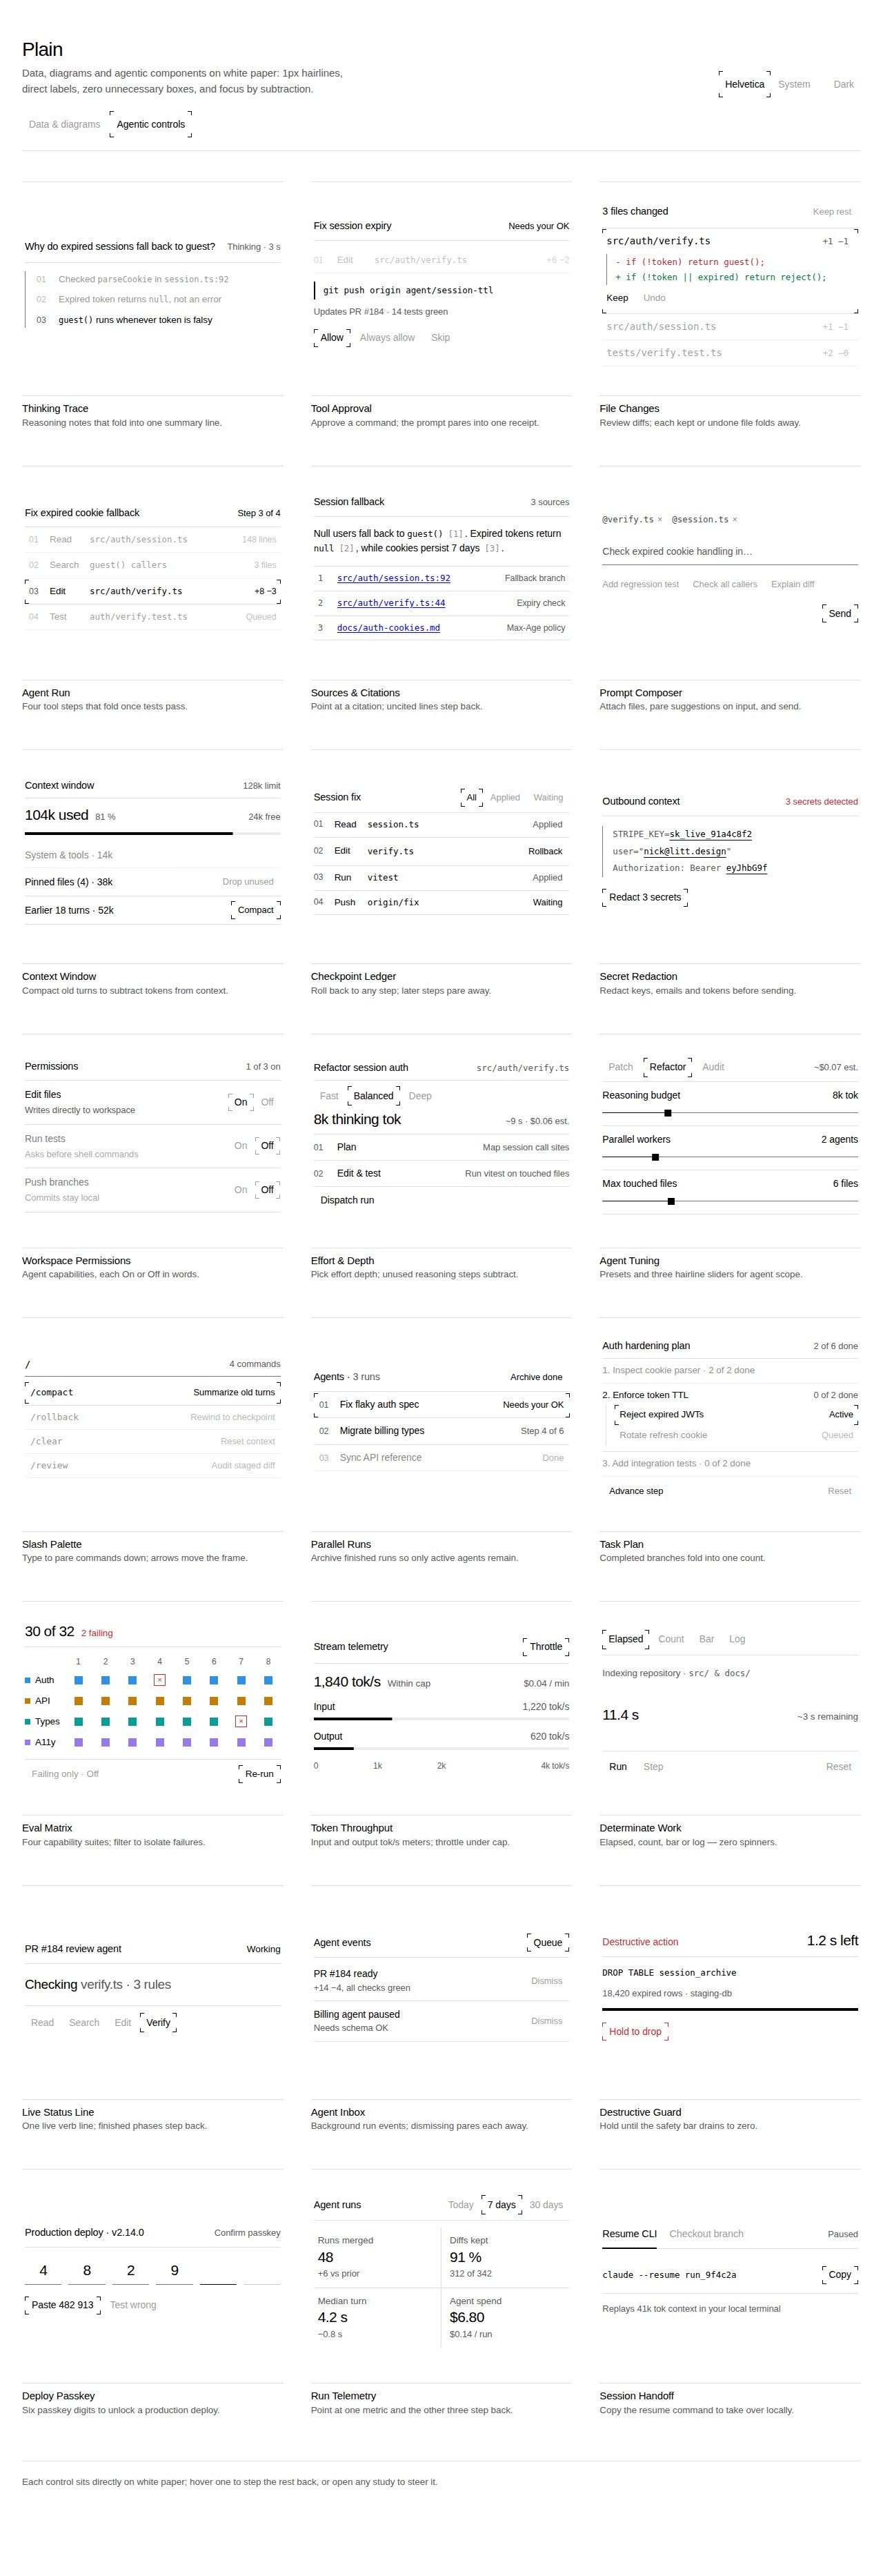 Plain
Data, diagrams and agentic components on white paper: 1px hairlines,
direct labels, zero unnecessary boxes, and focus by subtraction.
Helvetica System Dark
Data & diagrams Agentic controls
Why do expired sessions fall back to guest? Thinking · 3 s
01 Checked parseCookie in session.ts:92
02 Expired token returns null, not an error
03 guest() runs whenever token is falsy
Thinking Trace
Reasoning notes that fold into one summary line.
Fix session expiry Needs your OK
01 Edit src/auth/verify.ts +6 −2
git push origin agent/session-ttl
Updates PR #184 · 14 tests green
Allow Always allow Skip
Tool Approval
Approve a command; the prompt pares into one receipt.
3 files changed Keep rest
src/auth/verify.ts +1 −1
- if (!token) return guest();
+ if (!token || expired) return reject();
Keep Undo
src/auth/session.ts +1 −1
tests/verify.test.ts +2 −0
File Changes
Review diffs; each kept or undone file folds away.
Fix expired cookie fallback Step 3 of 4
01 Read src/auth/session.ts 148 lines
02 Search guest() callers 3 files
03 Edit src/auth/verify.ts +8 −3
04 Test auth/verify.test.ts Queued
Agent Run
Four tool steps that fold once tests pass.
Session fallback 3 sources
Null users fall back to guest() [1]. Expired tokens return
null [2], while cookies persist 7 days [3].
1 src/auth/session.ts:92 Fallback branch
2 src/auth/verify.ts:44 Expiry check
3 docs/auth-cookies.md Max-Age policy
Sources & Citations
Point at a citation; uncited lines step back.
@verify.ts × @session.ts ×
Check expired cookie handling in…
Add regression test Check all callers Explain diff
Send
Prompt Composer
Attach files, pare suggestions on input, and send.
Context window 128k limit
104k used 81 % 24k free
System & tools · 14k
Pinned files (4) · 38k Drop unused
Earlier 18 turns · 52k Compact
Context Window
Compact old turns to subtract tokens from context.
Session fix All Applied Waiting
01 Read session.ts Applied
02 Edit verify.ts Rollback
03 Run vitest Applied
04 Push origin/fix Waiting
Checkpoint Ledger
Roll back to any step; later steps pare away.
Outbound context 3 secrets detected
STRIPE_KEY=sk_live_91a4c8f2
user="nick@litt.design"
Authorization: Bearer eyJhbG9f
Redact 3 secrets
Secret Redaction
Redact keys, emails and tokens before sending.
Permissions 1 of 3 on
Edit files
Writes directly to workspace
On Off
Run tests
Asks before shell commands
On Off
Push branches
Commits stay local
On Off
Workspace Permissions
Agent capabilities, each On or Off in words.
Refactor session auth src/auth/verify.ts
Fast Balanced Deep
8k thinking tok ~9 s · $0.06 est.
01 Plan Map session call sites
02 Edit & test Run vitest on touched files
Dispatch run
Effort & Depth
Pick effort depth; unused reasoning steps subtract.
Patch Refactor Audit ~$0.07 est.
Reasoning budget 8k tok
Parallel workers 2 agents
Max touched files 6 files
Agent Tuning
Presets and three hairline sliders for agent scope.
/ 4 commands
/compact Summarize old turns
/rollback Rewind to checkpoint
/clear Reset context
/review Audit staged diff
Slash Palette
Type to pare commands down; arrows move the frame.
Agents · 3 runs Archive done
01 Fix flaky auth spec Needs your OK
02 Migrate billing types Step 4 of 6
03 Sync API reference Done
Parallel Runs
Archive finished runs so only active agents remain.
Auth hardening plan 2 of 6 done
1. Inspect cookie parser · 2 of 2 done
2. Enforce token TTL 0 of 2 done
Reject expired JWTs Active
Rotate refresh cookie Queued
3. Add integration tests · 0 of 2 done
Advance step Reset
Task Plan
Completed branches fold into one count.
30 of 32 2 failing
1 2 3 4 5 6 7 8
Auth ×
API
Types ×
A11y
Failing only · Off Re-run
Eval Matrix
Four capability suites; filter to isolate failures.
Stream telemetry Throttle
1,840 tok/s Within cap $0.04 / min
Input 1,220 tok/s
Output 620 tok/s
0 1k 2k 4k tok/s
Token Throughput
Input and output tok/s meters; throttle under cap.
Elapsed Count Bar Log
Indexing repository · src/ & docs/
11.4 s ~3 s remaining
Run Step Reset
Determinate Work
Elapsed, count, bar or log — zero spinners.
PR #184 review agent Working
Checking verify.ts · 3 rules
Read Search Edit Verify
Live Status Line
One live verb line; finished phases step back.
Agent events Queue
PR #184 ready
+14 −4, all checks green
Dismiss
Billing agent paused
Needs schema OK
Dismiss
Agent Inbox
Background run events; dismissing pares each away.
Destructive action 1.2 s left
DROP TABLE session_archive
18,420 expired rows · staging-db
Hold to drop
Destructive Guard
Hold until the safety bar drains to zero.
Production deploy · v2.14.0 Confirm passkey
4 8 2 9
Paste 482 913 Test wrong
Deploy Passkey
Six passkey digits to unlock a production deploy.
Agent runs Today 7 days 30 days
Runs merged
48
+6 vs prior
Diffs kept
91 %
312 of 342
Median turn
4.2 s
−0.8 s
Agent spend
$6.80
$0.14 / run
Run Telemetry
Point at one metric and the other three step back.
Resume CLI Checkout branch Paused
claude --resume run_9f4c2a Copy
Replays 41k tok context in your local terminal
Session Handoff
Copy the resume command to take over locally.
Each control sits directly on white paper; hover one to step the rest back, or open any study to steer it.